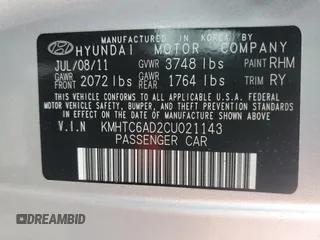 MANUFACTURED IN KOREA BY
HYUNDAI MOTOR COMPANY
JUL/08/11 GVWR 3748 lbs PAINT RHM
GAWR FRONT 2072 lbs GAWR REAR 1764 lbs TRIM RY
THIS VEHICLE CONFORMS TO ALL APPLICABLE U.S.A. FEDERAL
MOTOR VEHICLE SAFETY, BUMPER, AND THEFT PREVENTION
STANDARDS IN EFFECT ON THE DATE OF MANUFACTURE SHOWN ABOVE.
V.I.N KMHTC6AD2CU021143
PASSENGER CAR
DREAMBID